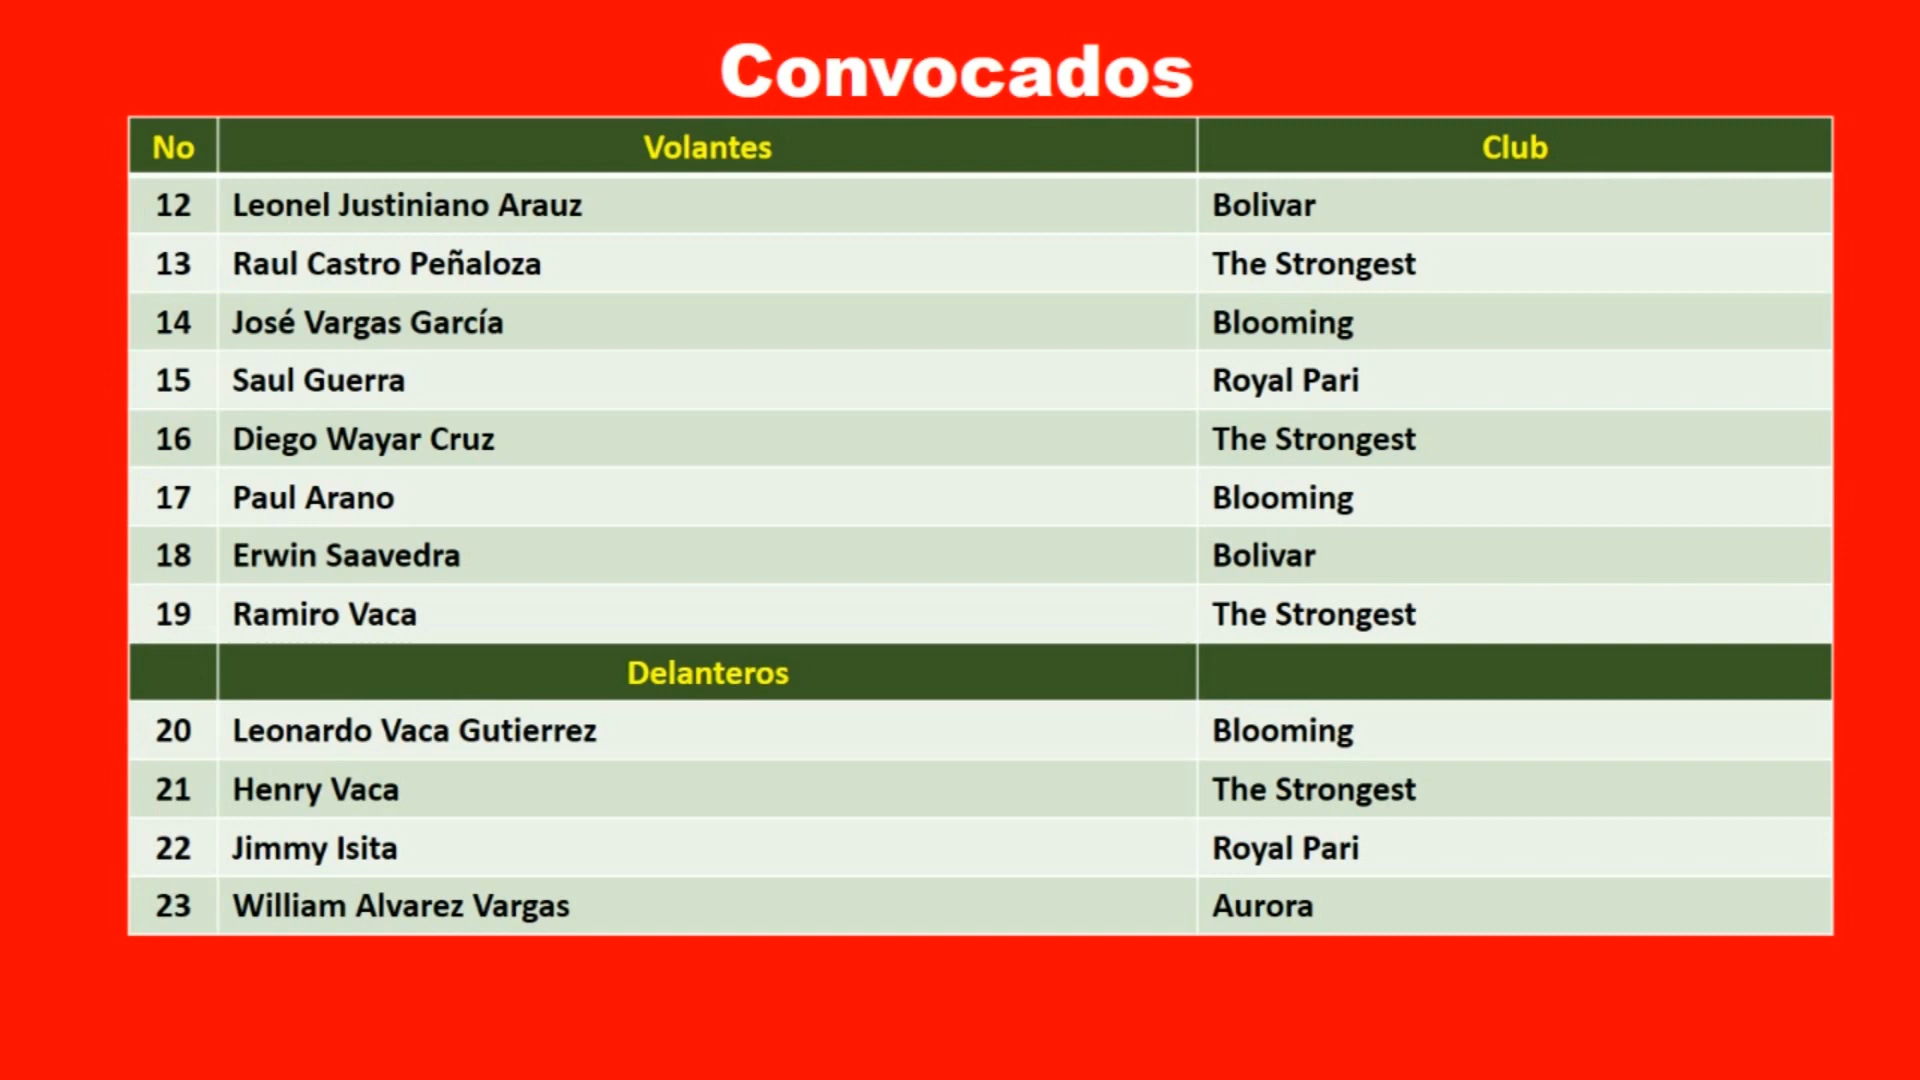 Convocados
No Volantes Club
12 Leonel Justiniano Arauz Bolivar
13 Raul Castro Peñaloza The Strongest
14 José Vargas García Blooming
15 Saul Guerra Royal Pari
16 Diego Wayar Cruz The Strongest
17 Paul Arano Blooming
18 Erwin Saavedra Bolivar
19 Ramiro Vaca The Strongest
Delanteros
20 Leonardo Vaca Gutierrez Blooming
21 Henry Vaca The Strongest
22 Jimmy Isita Royal Pari
23 William Alvarez Vargas Aurora